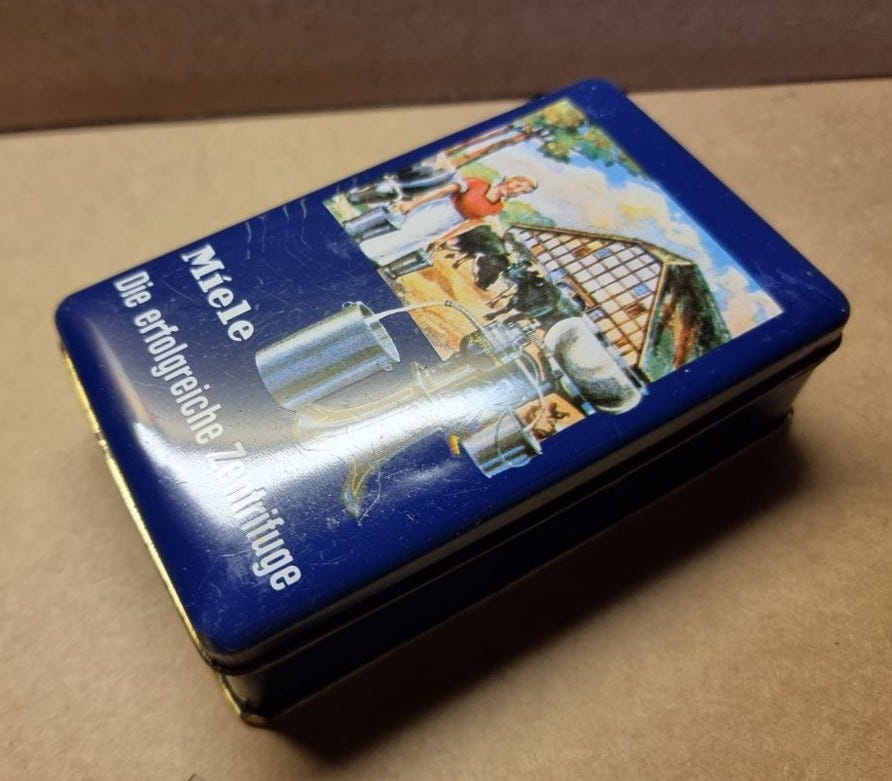 Miele
Die erfolgreiche Zentrifuge